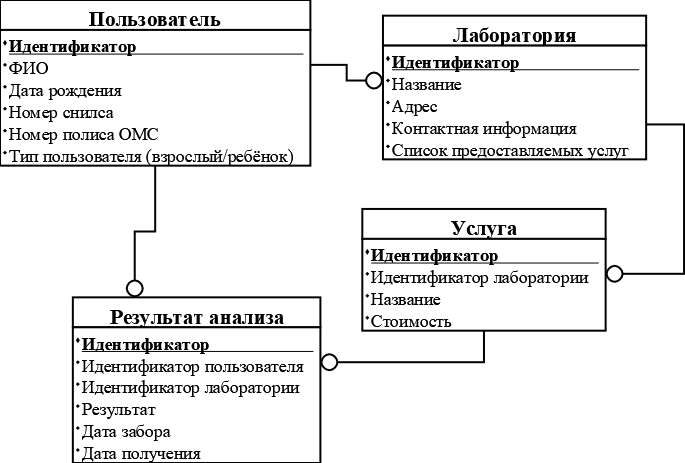 Пользователь
Идентификатор
ФИО
Дата рождения
Номер снилса
Номер полиса ОМС
Тип пользователя (взрослый/ребёнок)
Лаборатория
Идентификатор
Название
Адрес
Контактная информация
Список предоставляемых услуг
Услуга
Идентификатор
Идентификатор лаборатории
Название
Стоимость
Результат анализа
Идентификатор
Идентификатор пользователя
Идентификатор лаборатории
Результат
Дата забора
Дата получения